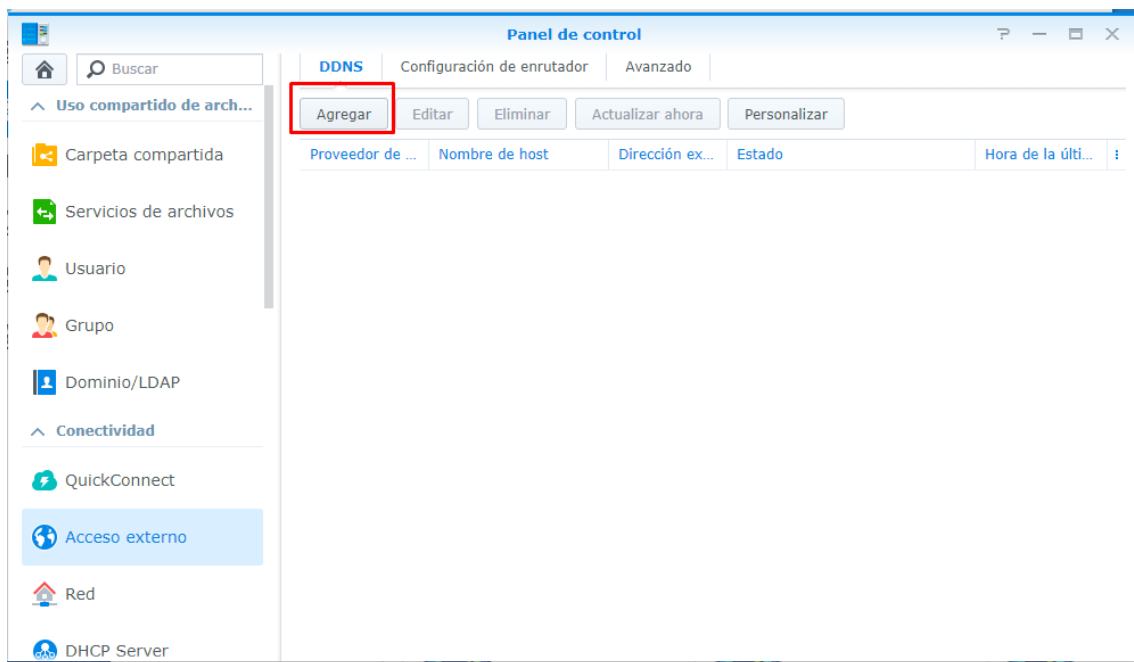 Panel de control
Buscar
DDNS Configuración de enrutador Avanzado
Uso compartido de arch...
Agregar Editar Eliminar Actualizar ahora Personalizar
Proveedor de ... Nombre de host Dirección ex... Estado Hora de la últi...
Carpeta compartida
Servicios de archivos
Usuario
Grupo
Dominio/LDAP
Conectividad
QuickConnect
Acceso externo
Red
DHCP Server